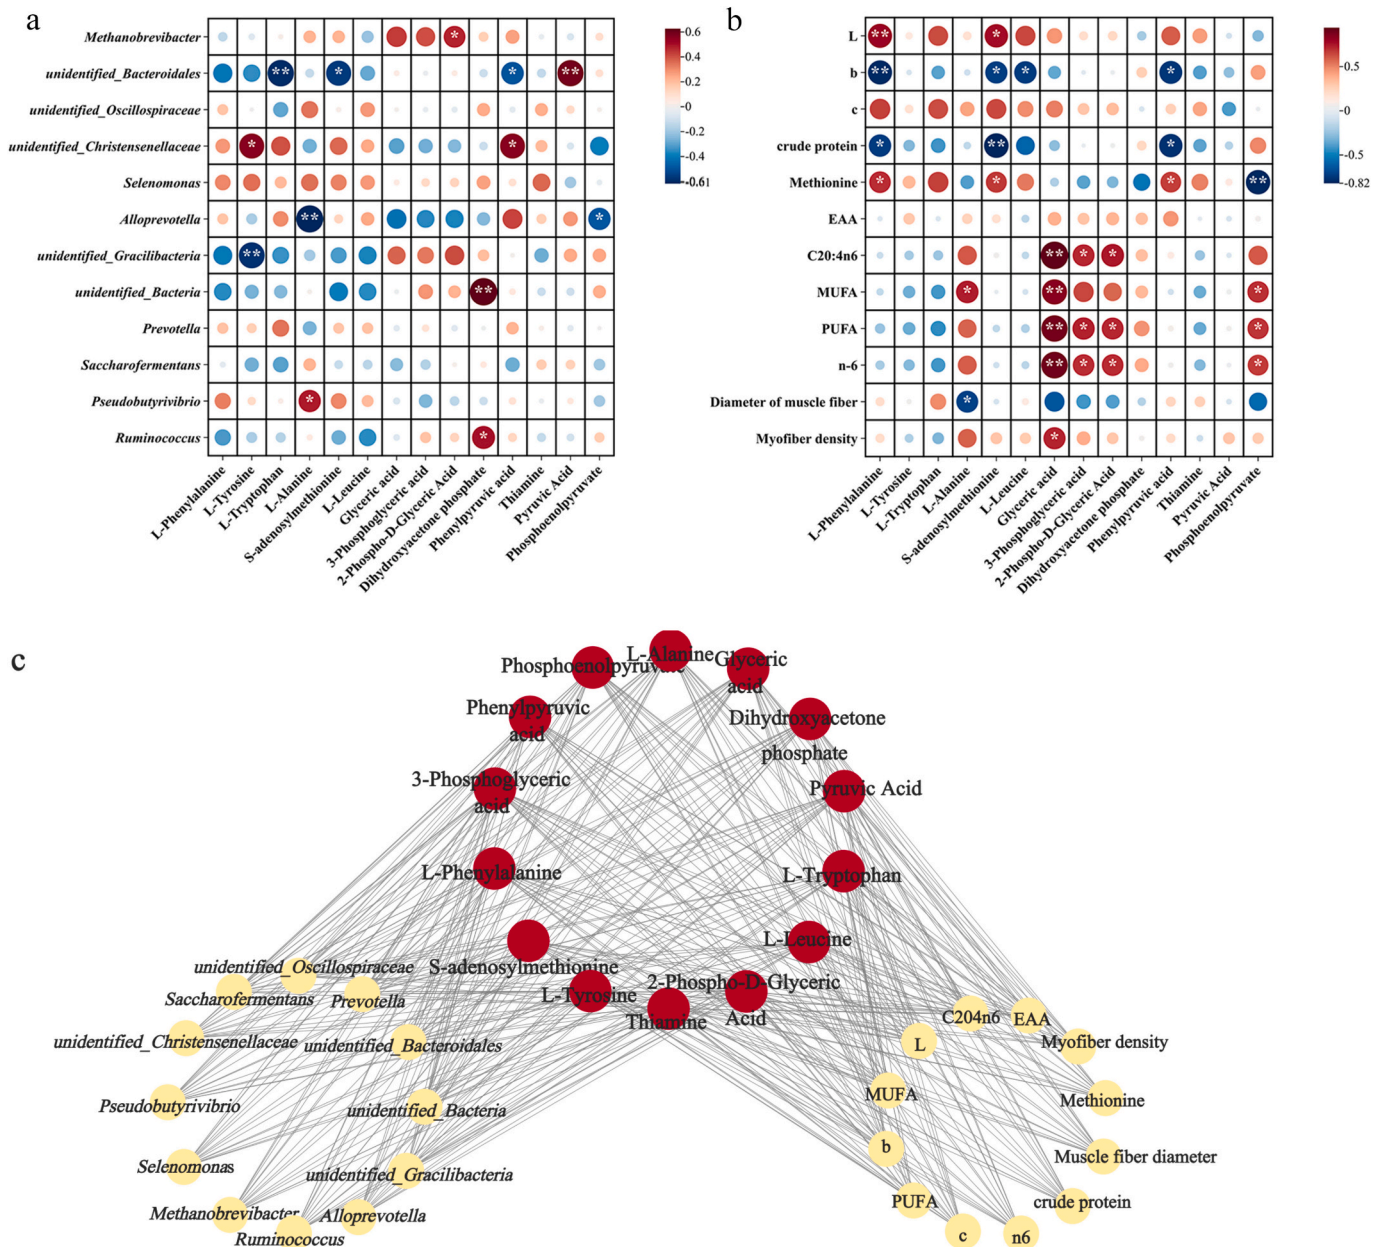 a
Methanobrevibacter
unidentified_Bacteroidales
unidentified_Oscillospiraceae
unidentified_Christensenellaceae
Selenomonas
Alloprevotella
unidentified_Gracilibacteria
unidentified_Bacteria
Prevotella
Saccharofermentans
Pseudobutyrivibrio
Ruminococcus
*
** * * **
* *
** *
**
**
*
*
0.6
0.4
0.2
0
-0.2
-0.4
-0.61
L-Phenylalanine
L-Tyrosine
L-Tryptophan
L-Alanine
S-adenosylmethionine
L-Leucine
Glyceric acid
3-Phosphoglyceric acid
2-Phospho-D-Glyceric Acid
Dihydroxyacetone phosphate
Phenylpyruvic acid
Thiamine
Pyruvic Acid
Phosphoenolpyruvate
b
L
b
c
crude protein
Methionine
EAA
C20:4n6
MUFA
PUFA
n-6
Diameter of muscle fiber
Myofiber density
** *
** * * *
* ** *
* * * **
** * *
* ** *
** * * *
** * * *
*
*
0.5
0
-0.5
-0.82
L-Phenylalanine
L-Tyrosine
L-Tryptophan
L-Alanine
S-adenosylmethionine
L-Leucine
Glyceric acid
3-Phosphoglyceric acid
2-Phospho-D-Glyceric Acid
Dihydroxyacetone phosphate
Phenylpyruvic acid
Thiamine
Pyruvic Acid
Phosphoenolpyruvate
c
Phosphoenolpyruvate
L-Alanine
Glyceric
acid
Phenylpyruvic
acid
Dihydroxyacetone
phosphate
3-Phosphoglyceric
acid
Pyruvic Acid
L-Phenylalanine
L-Tryptophan
L-Leucine
S-adenosylmethionine
L-Tyrosine
2-Phospho-D-Glyceric
Acid
Thiamine
unidentified_Oscillospiraceae
Saccharofermentans
Prevotella
unidentified_Christensenellaceae
unidentified_Bacteroidales
Pseudobutyrivibrio
unidentified_Bacteria
Selenomonas
unidentified_Gracilibacteria
Methanobrevibacter
Alloprevotella
Ruminococcus
C204n6
EAA
L
Myofiber density
MUFA
Methionine
b
Muscle fiber diameter
PUFA
crude protein
c
n6